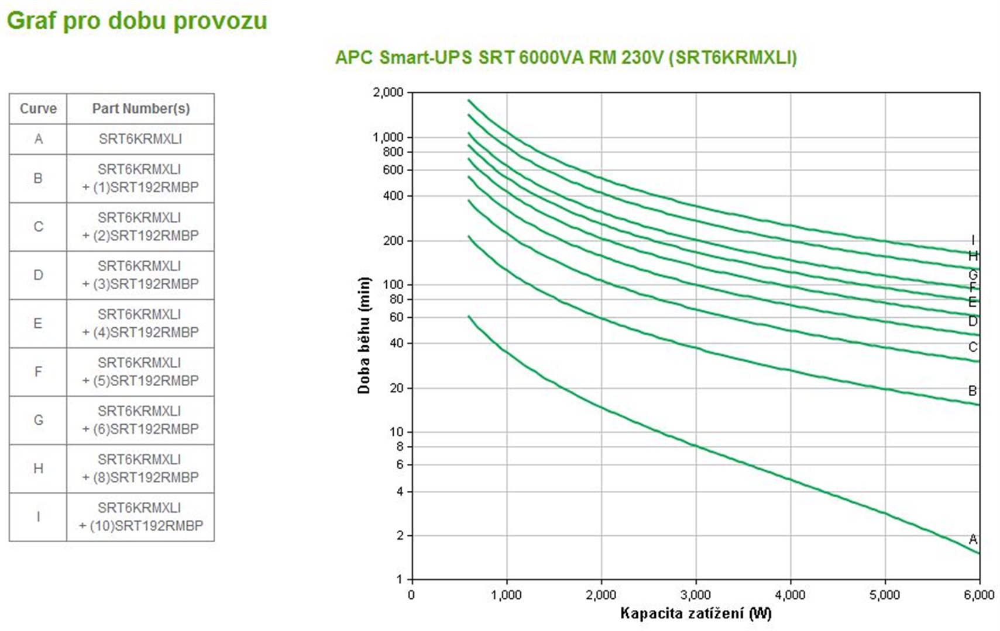 Graf pro dobu provozu
APC Smart-UPS SRT 6000VA RM 230V (SRT6KRMXLI)
Curve Part Number(s)
A SRT6KRMXLI
B SRT6KRMXLI
+ (1)SRT192RMBP
C SRT6KRMXLI
+ (2)SRT192RMBP
D SRT6KRMXLI
+ (3)SRT192RMBP
E SRT6KRMXLI
+ (4)SRT192RMBP
F SRT6KRMXLI
+ (5)SRT192RMBP
G SRT6KRMXLI
+ (6)SRT192RMBP
H SRT6KRMXLI
+ (8)SRT192RMBP
I SRT6KRMXLI
+ (10)SRT192RMBP
Doba běhu (min)
2,000
1,000
800
600
400
200
100
80
60
40
20
10
8
6
4
2
1
I
H
G
F
E
D
C
B
A
0 1,000 2,000 3,000 4,000 5,000 6,000
Kapacita zatížení (W)